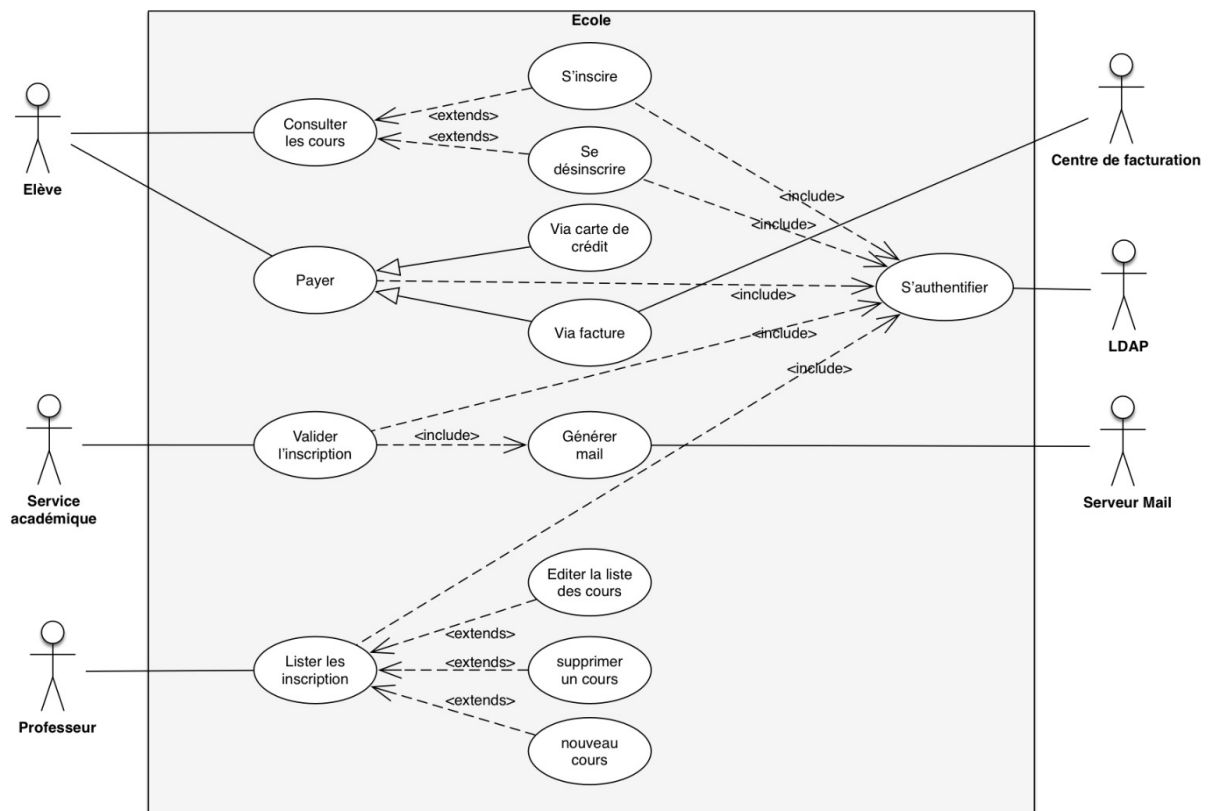 Ecole
S'inscire
Consulter
les cours
<extends>
<extends>
Se
désinscrire
Elève
Centre de facturation
<include>
<include>
Via carte de
crédit
Payer
<include>
S'authentifier
Via facture
<include>
LDAP
<include>
Valider
l'inscription
<include>
Générer
mail
Service
académique
Serveur Mail
Editer la liste
des cours
<extends>
Lister les
inscription
<extends>
supprimer
un cours
<extends>
Professeur
nouveau
cours